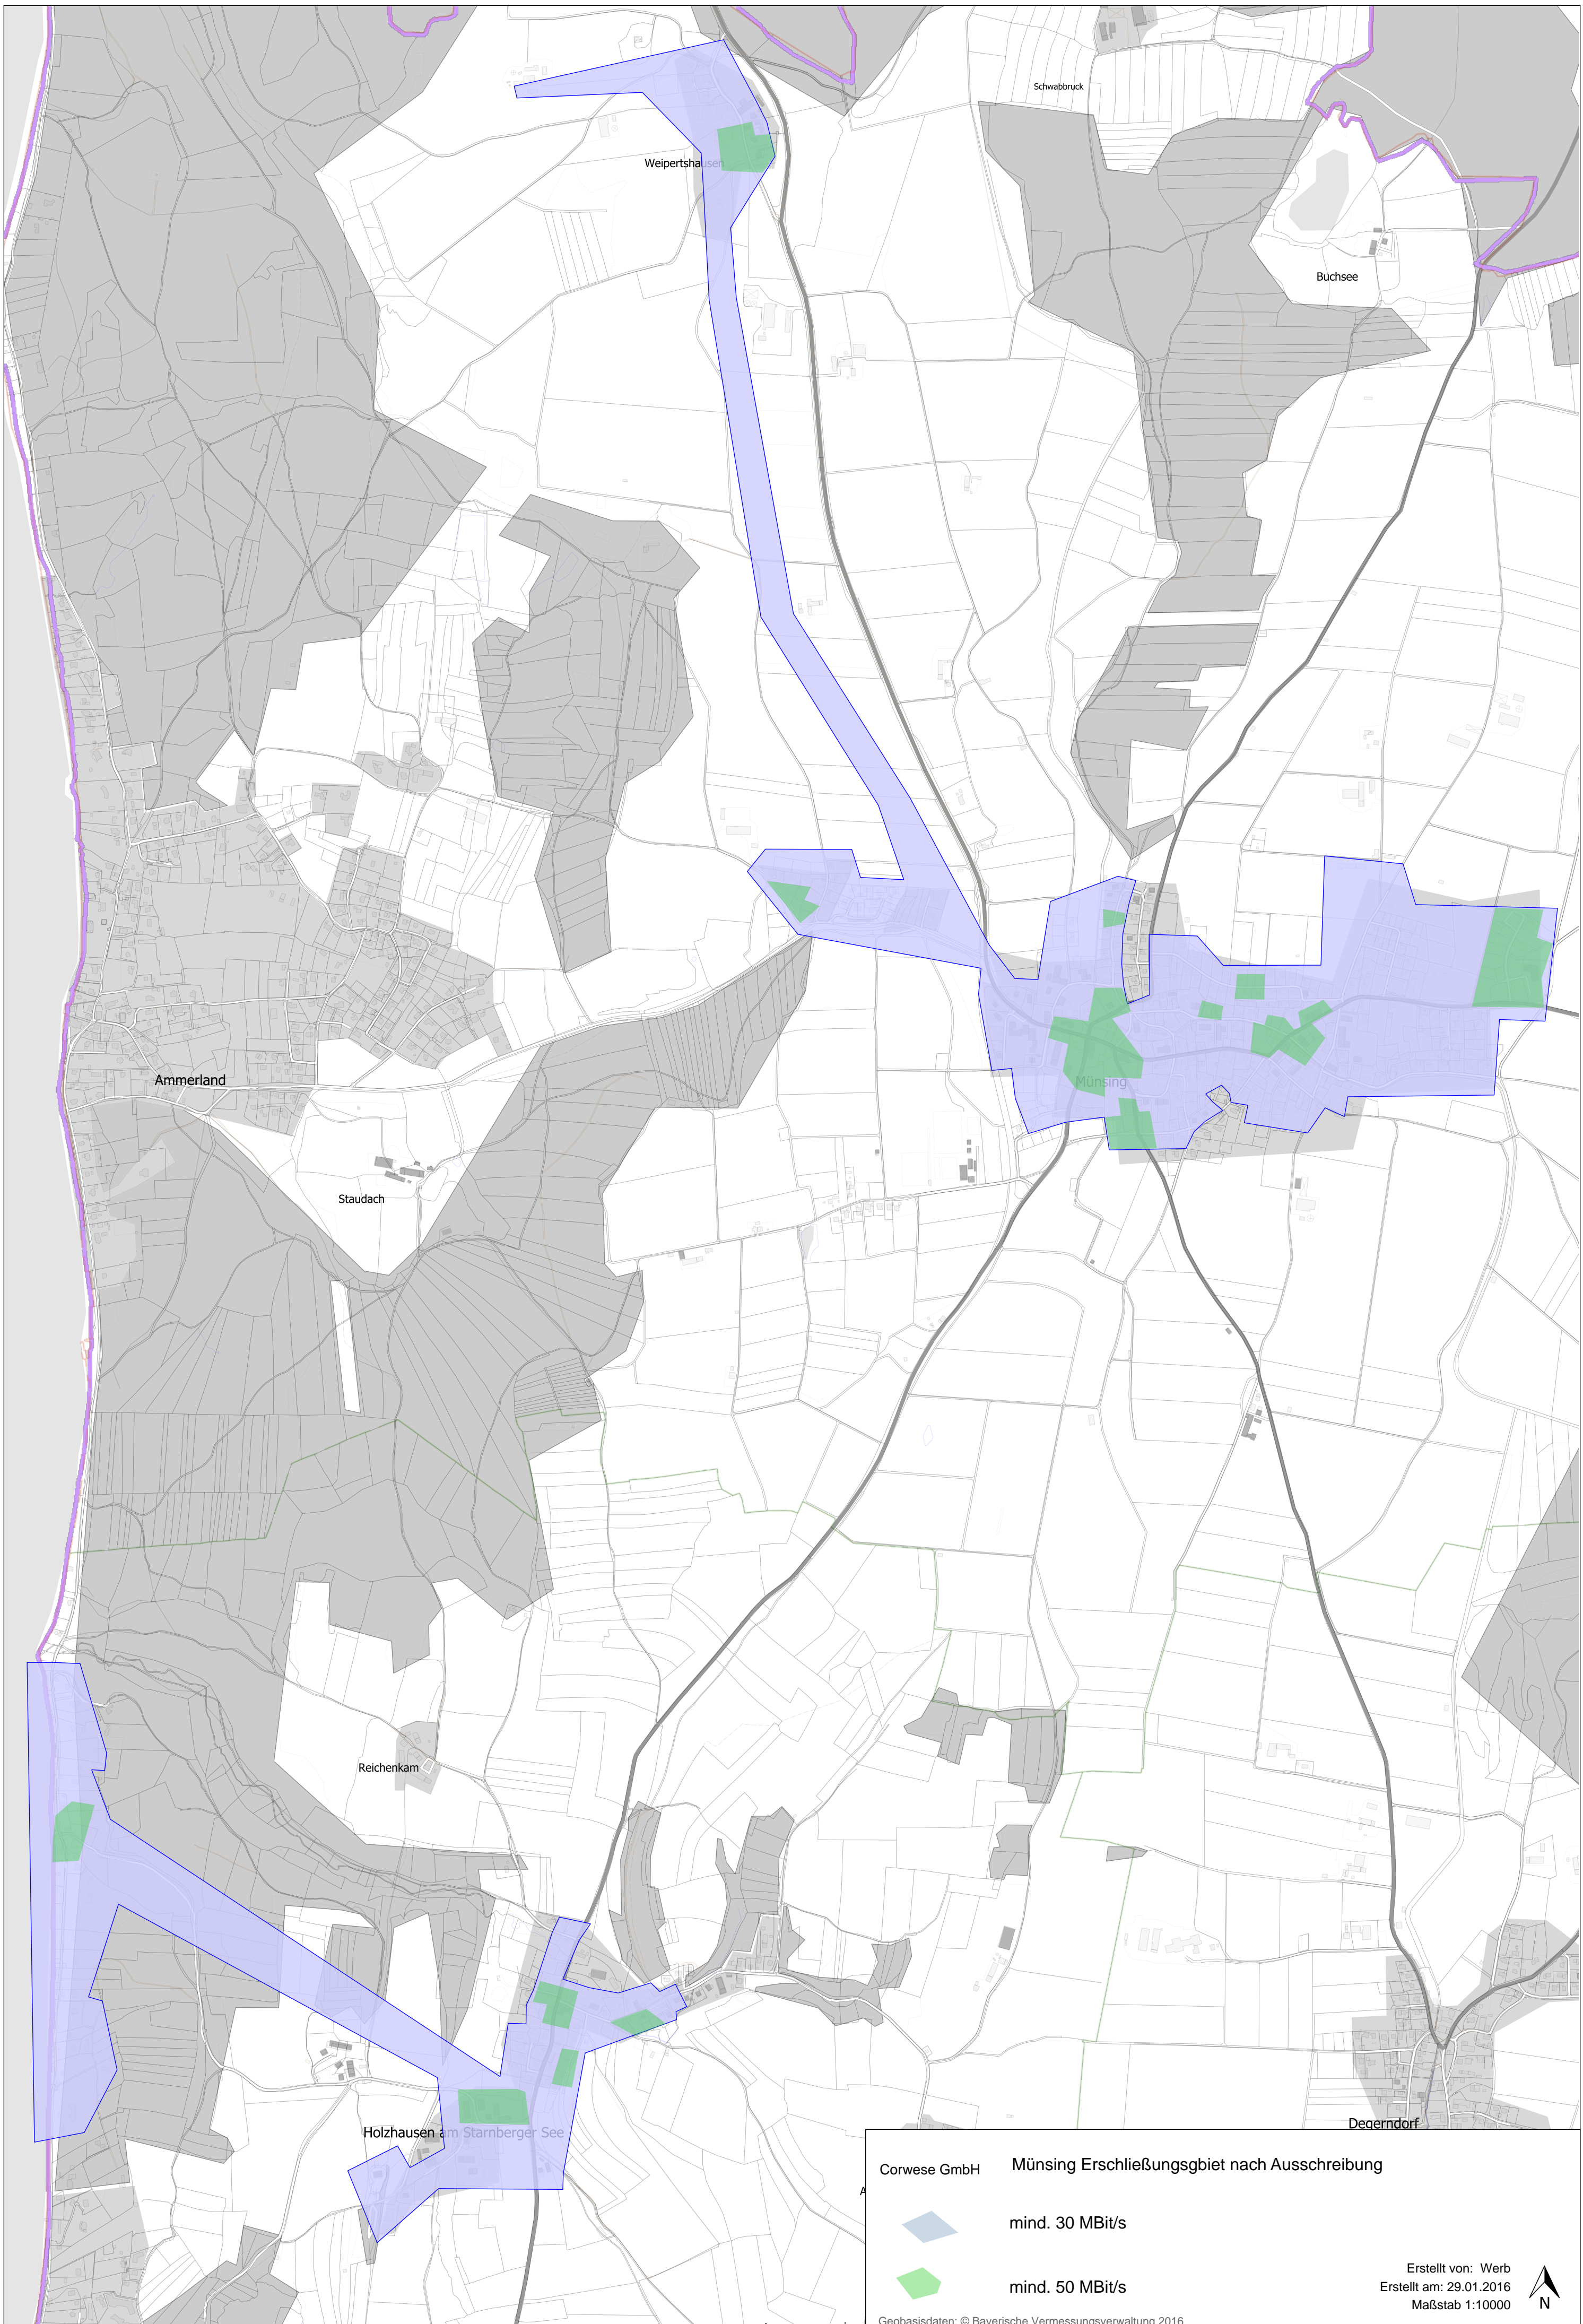 Schwabbruck
Weipertshausen
Buchsee
Ammerland
Münsing
Staudach
Reichenkam
Holzhausen am Starnberger See
Degerndorf
A
Corwese GmbH
Münsing Erschließungsgbiet nach Ausschreibung
mind. 30 MBit/s
mind. 50 MBit/s
Erstellt von: Werb
Erstellt am: 29.01.2016
Maßstab 1:10000
N
Geobasisdaten: © Bayerische Vermessungsverwaltung 2016